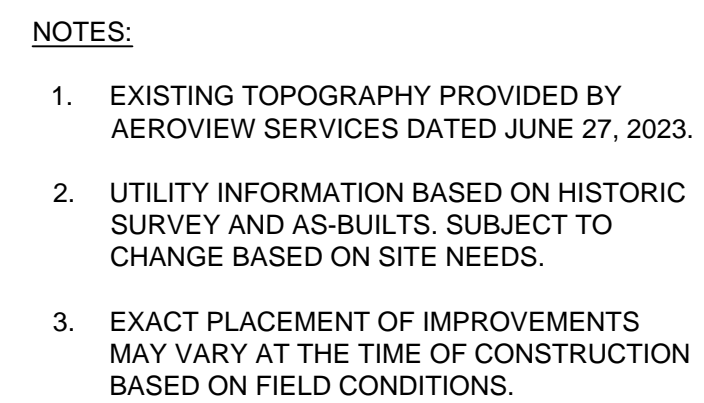 NOTES:
1. EXISTING TOPOGRAPHY PROVIDED BY
AEROVIEW SERVICES DATED JUNE 27, 2023.
2. UTILITY INFORMATION BASED ON HISTORIC
SURVEY AND AS-BUILTS. SUBJECT TO
CHANGE BASED ON SITE NEEDS.
3. EXACT PLACEMENT OF IMPROVEMENTS
MAY VARY AT THE TIME OF CONSTRUCTION
BASED ON FIELD CONDITIONS.